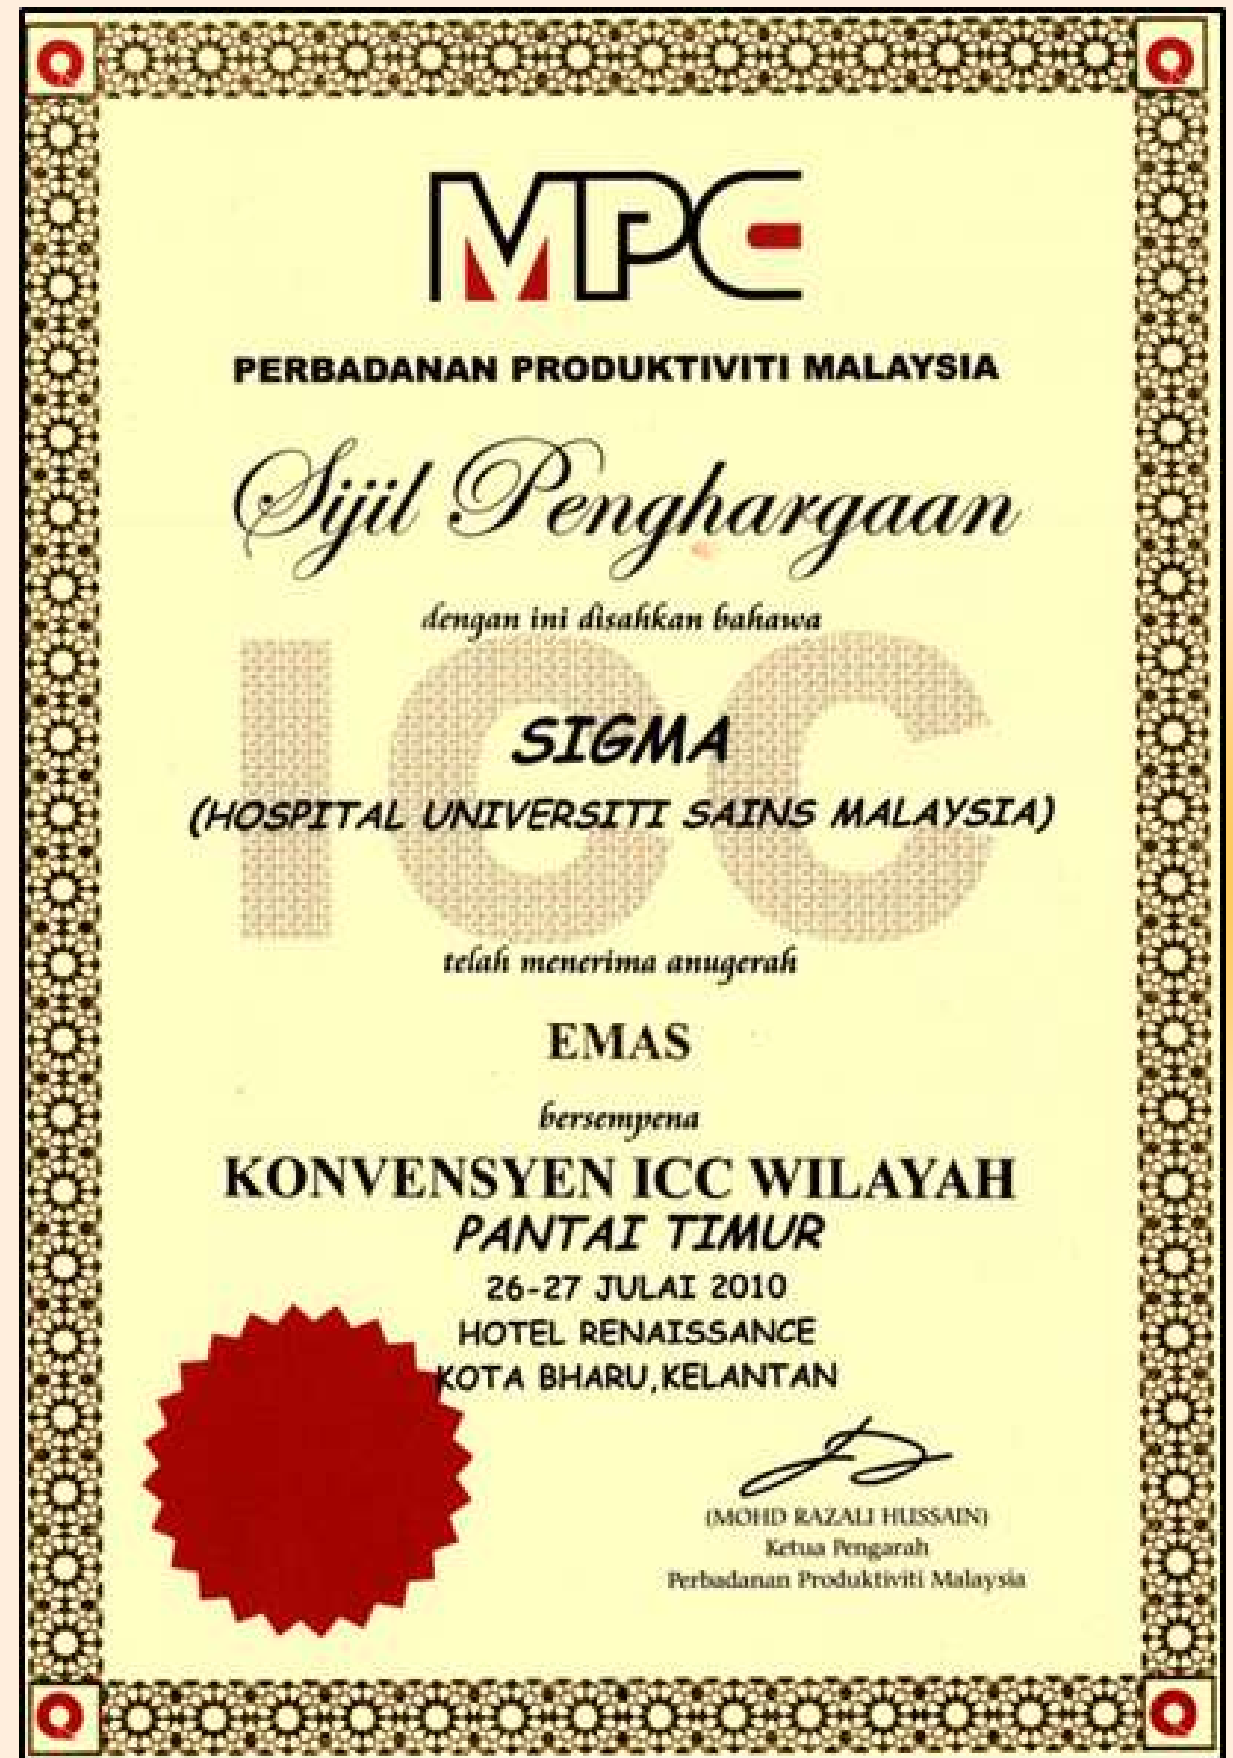 Q Q
MPC
PERBADANAN PRODUKTIVITI MALAYSIA
Sijil Penghargaan
dengan ini disahkan bahawa
ICC
SIGMA
(HOSPITAL UNIVERSITI SAINS MALAYSIA)
telah menerima anugerah
EMAS
bersempena
KONVENSYEN ICC WILAYAH
PANTAI TIMUR
26-27 JULAI 2010
HOTEL RENAISSANCE
KOTA BHARU,KELANTAN
(MOHD RAZALI HUSSAIN)
Ketua Pengarah
Perbadanan Produktiviti Malaysia
Q Q